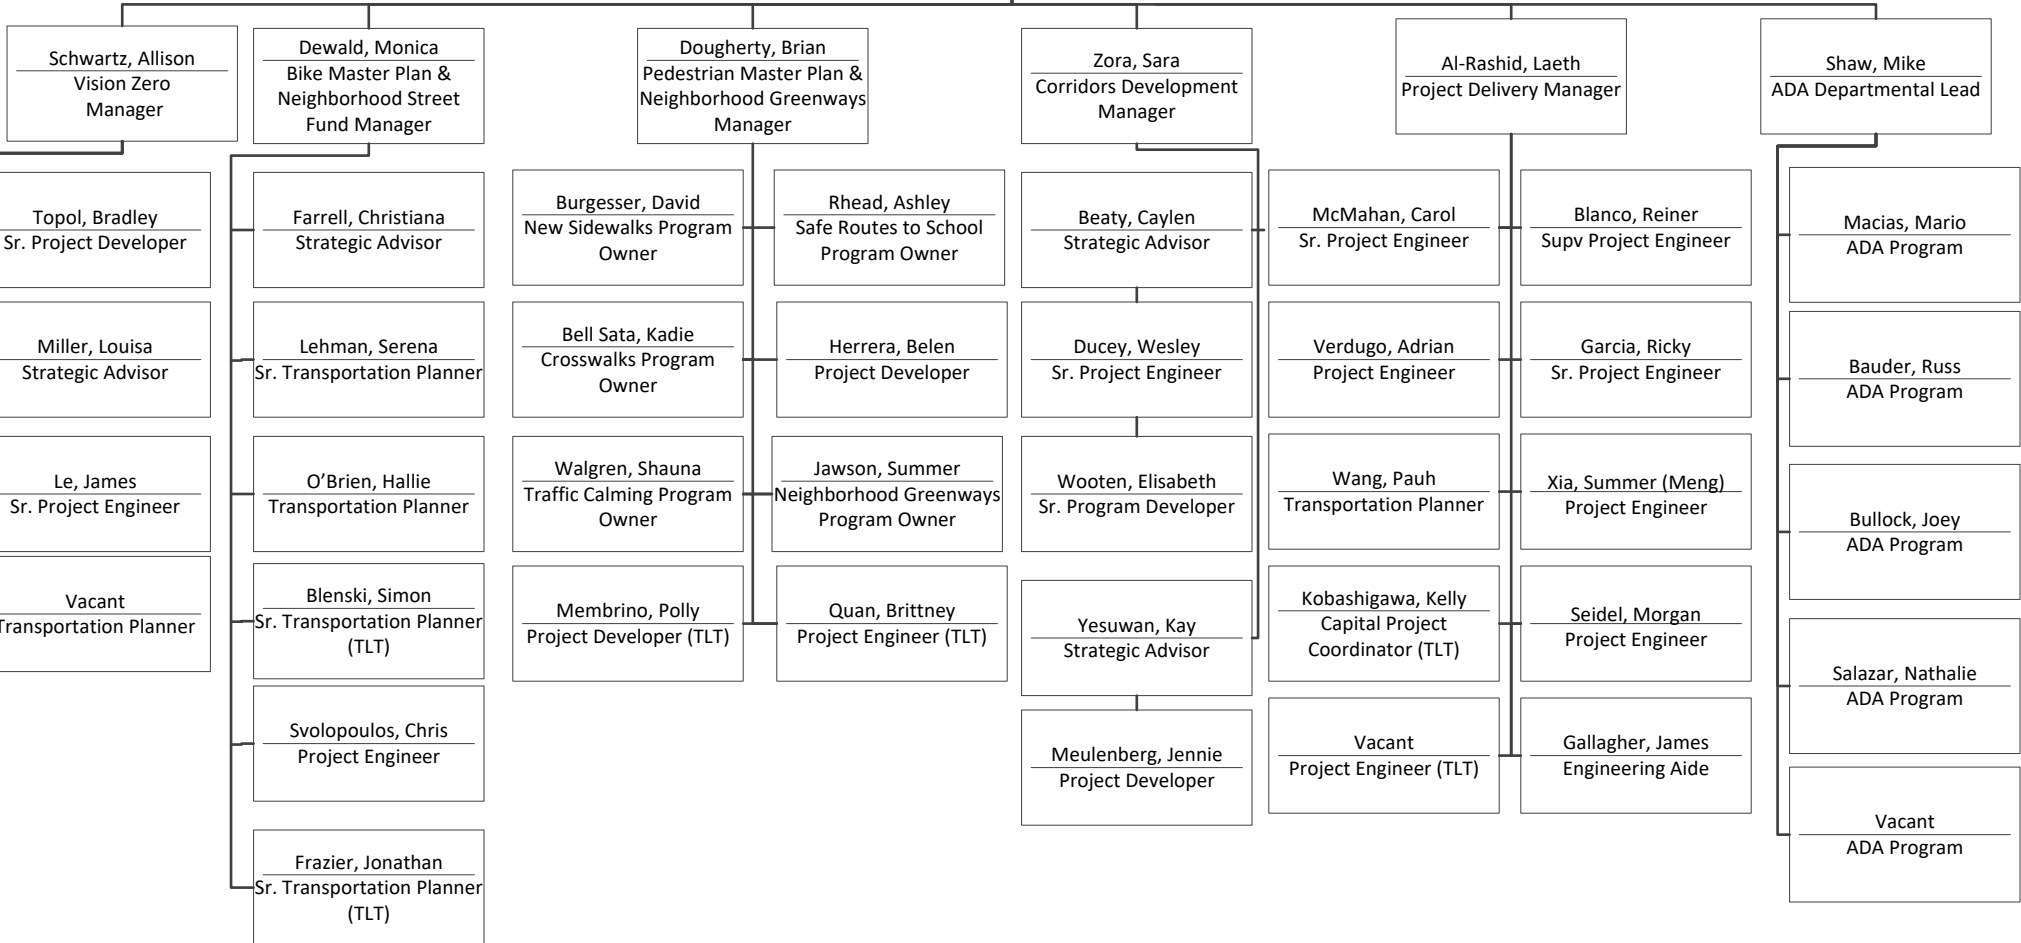 Schwartz, Allison
Vision Zero
Manager
Dewald, Monica
Bike Master Plan &
Neighborhood Street
Fund Manager
Dougherty, Brian
Pedestrian Master Plan &
Neighborhood Greenways
Manager
Zora, Sara
Corridors Development
Manager
Al-Rashid, Laeth
Project Delivery Manager
Shaw, Mike
ADA Departmental Lead
Topol, Bradley
Sr. Project Developer
Miller, Louisa
Strategic Advisor
Le, James
Sr. Project Engineer
Vacant
Transportation Planner
Farrell, Christiana
Strategic Advisor
Lehman, Serena
Sr. Transportation Planner
O’Brien, Hallie
Transportation Planner
Blenski, Simon
Sr. Transportation Planner
(TLT)
Svolopoulos, Chris
Project Engineer
Frazier, Jonathan
Sr. Transportation Planner
(TLT)
Burgesser, David
New Sidewalks Program
Owner
Rhead, Ashley
Safe Routes to School
Program Owner
Bell Sata, Kadie
Crosswalks Program
Owner
Herrera, Belen
Project Developer
Walgren, Shauna
Traffic Calming Program
Owner
Jawson, Summer
Neighborhood Greenways
Program Owner
Membrino, Polly
Project Developer (TLT)
Quan, Brittney
Project Engineer (TLT)
Beaty, Caylen
Strategic Advisor
Ducey, Wesley
Sr. Project Engineer
Wooten, Elisabeth
Sr. Program Developer
Yesuwan, Kay
Strategic Advisor
Meulenberg, Jennie
Project Developer
McMahan, Carol
Sr. Project Engineer
Blanco, Reiner
Supv Project Engineer
Verdugo, Adrian
Project Engineer
Garcia, Ricky
Sr. Project Engineer
Wang, Pauh
Transportation Planner
Xia, Summer (Meng)
Project Engineer
Kobashigawa, Kelly
Capital Project
Coordinator (TLT)
Seidel, Morgan
Project Engineer
Vacant
Project Engineer (TLT)
Gallagher, James
Engineering Aide
Macias, Mario
ADA Program
Bauder, Russ
ADA Program
Bullock, Joey
ADA Program
Salazar, Nathalie
ADA Program
Vacant
ADA Program